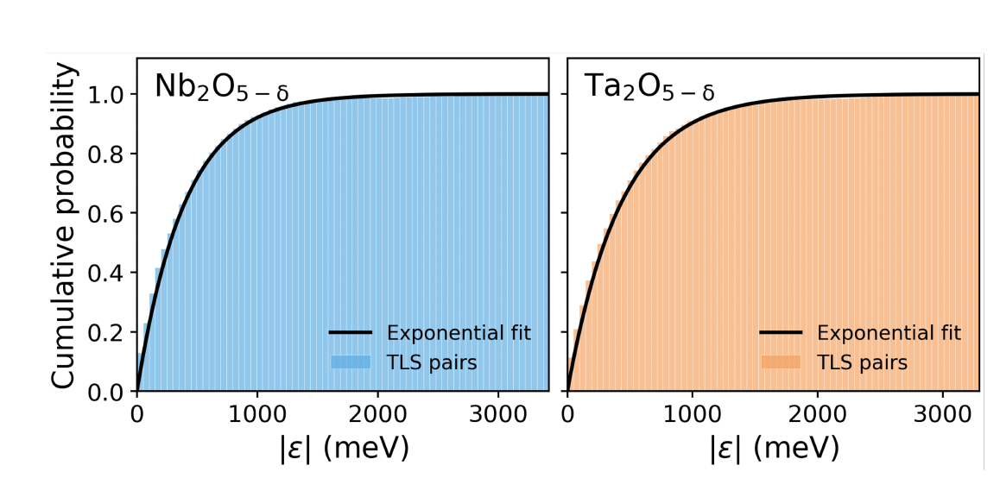 Cumulative probability
1.0
0.8
0.6
0.4
0.2
0.0
Nb₂O₅₋δ
Exponential fit
TLS pairs
0 1000 2000 3000
|ε| (meV)
Ta₂O₅₋δ
Exponential fit
TLS pairs
0 1000 2000 3000
|ε| (meV)